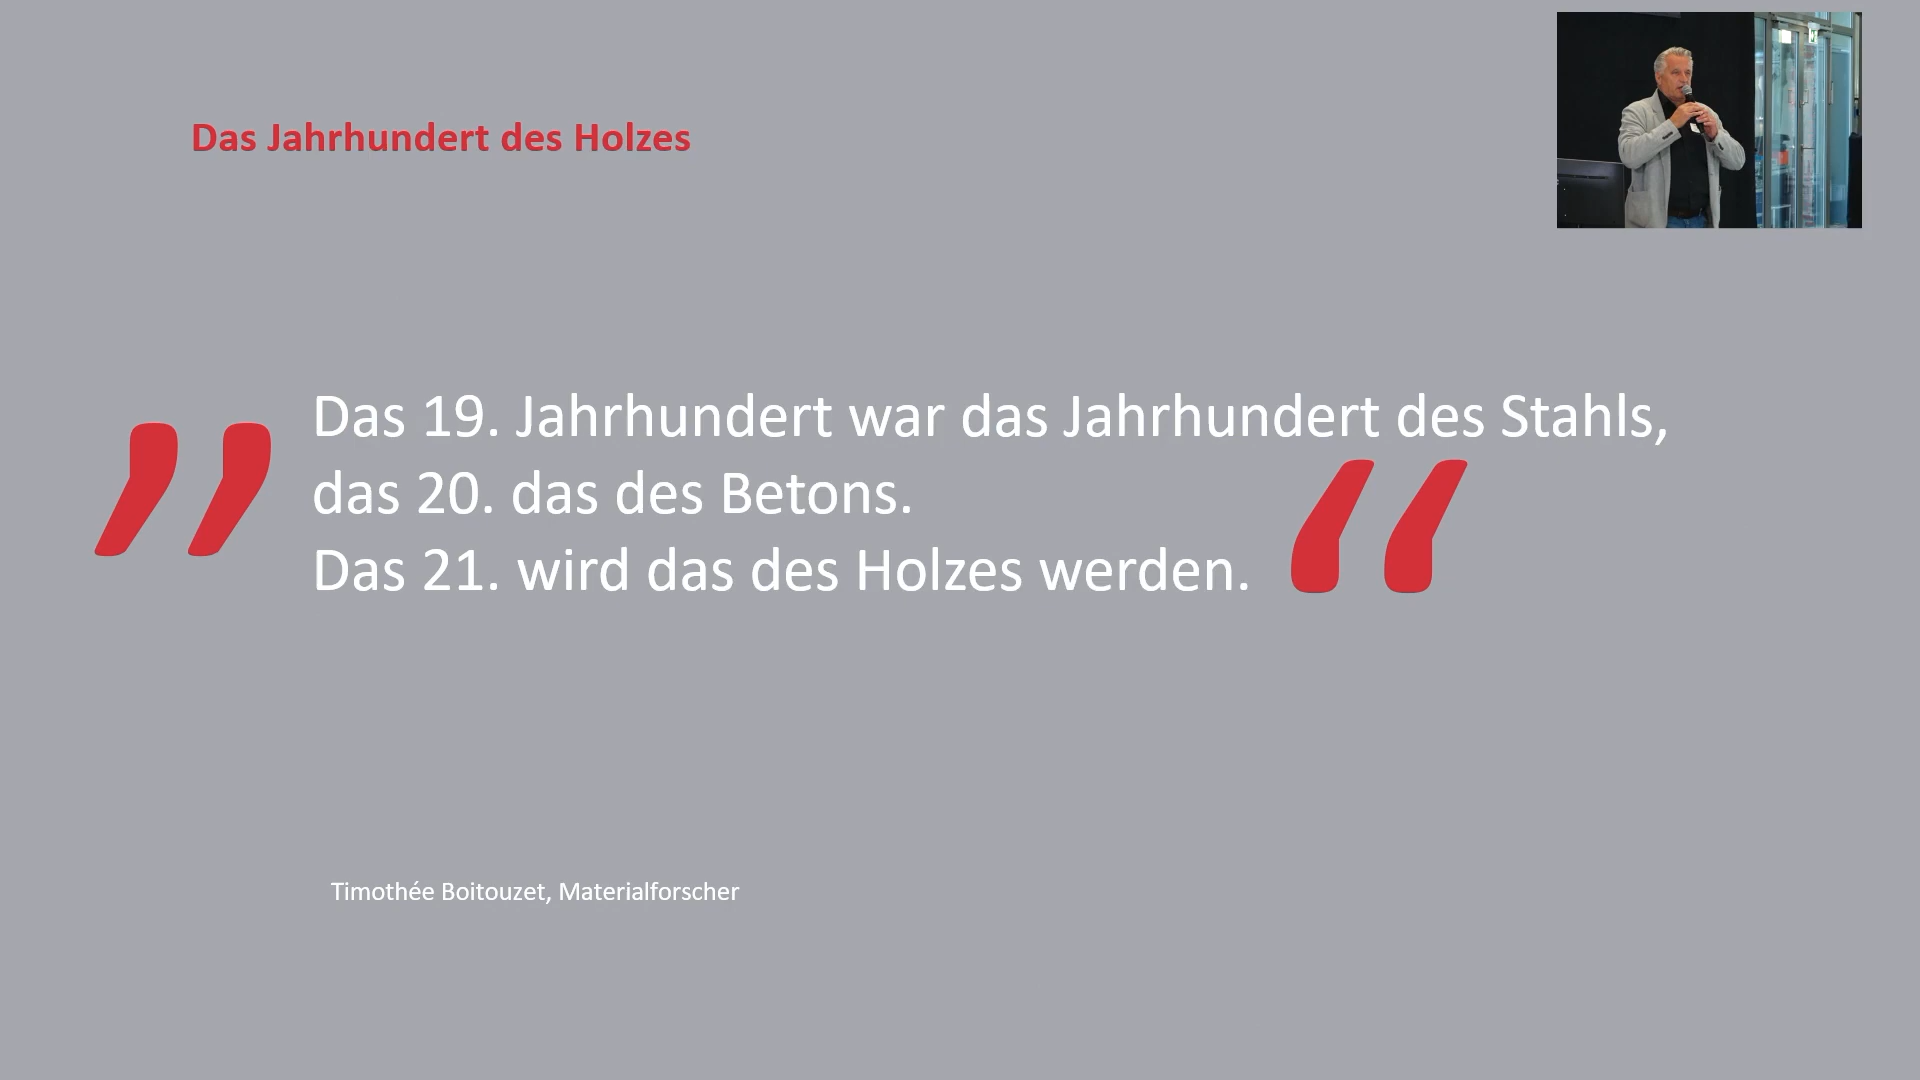 Das Jahrhundert des Holzes
„Das 19. Jahrhundert war das Jahrhundert des Stahls,
das 20. das des Betons.
Das 21. wird das des Holzes werden.“
Timothée Boitouzet, Materialforscher